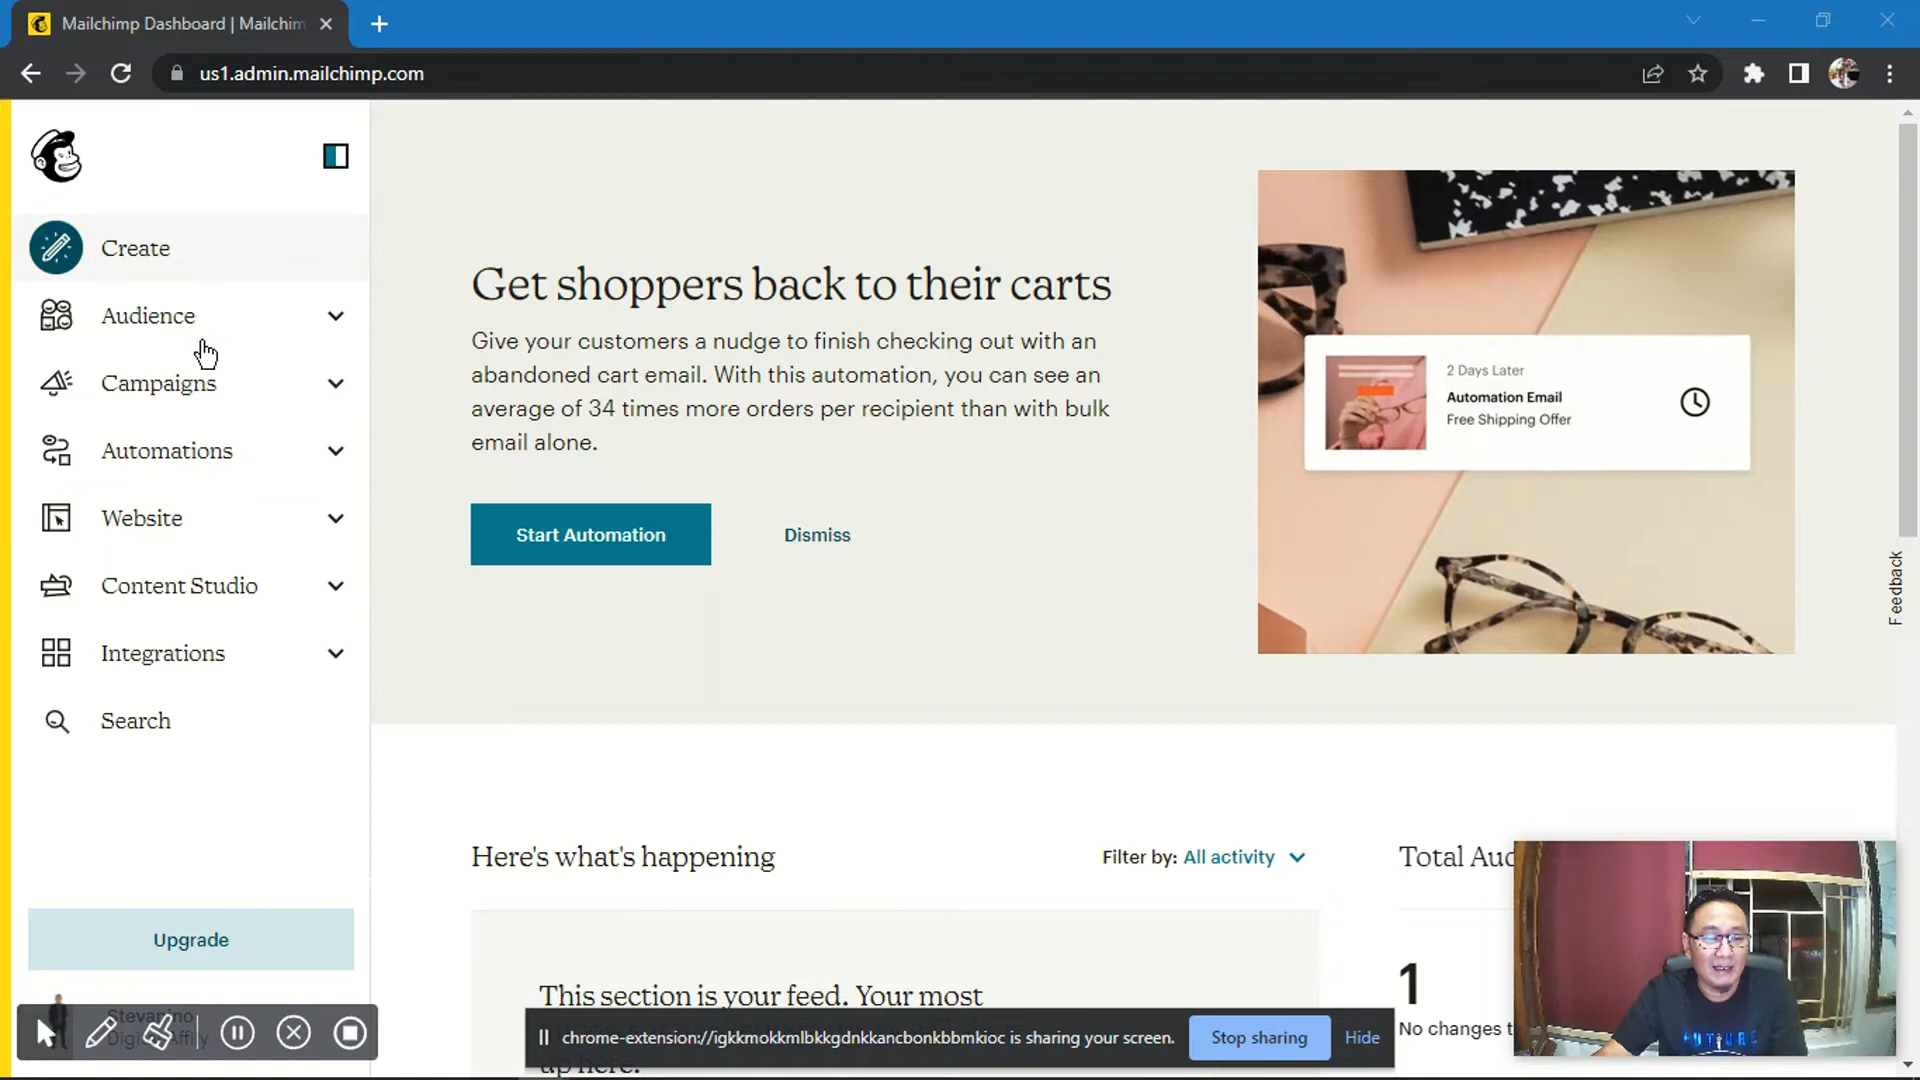 Mailchimp Dashboard | Mailchim
us1.admin.mailchimp.com
Create
Audience
Campaigns
Automations
Website
Content Studio
Integrations
Search
Upgrade
Stevanino
Get shoppers back to their carts
Give your customers a nudge to finish checking out with an
abandoned cart email. With this automation, you can see an
average of 34 times more orders per recipient than with bulk
email alone.
Start Automation
Dismiss
2 Days Later
Automation Email
Free Shipping Offer
Feedback
Here's what's happening
Filter by: All activity
Total Aud
This section is your feed. Your most
up here.
1
No changes t
chrome-extension://igkkmokkmlbkkgdnkkancbonkbbmkioc is sharing your screen.
Stop sharing
Hide
FUTURE